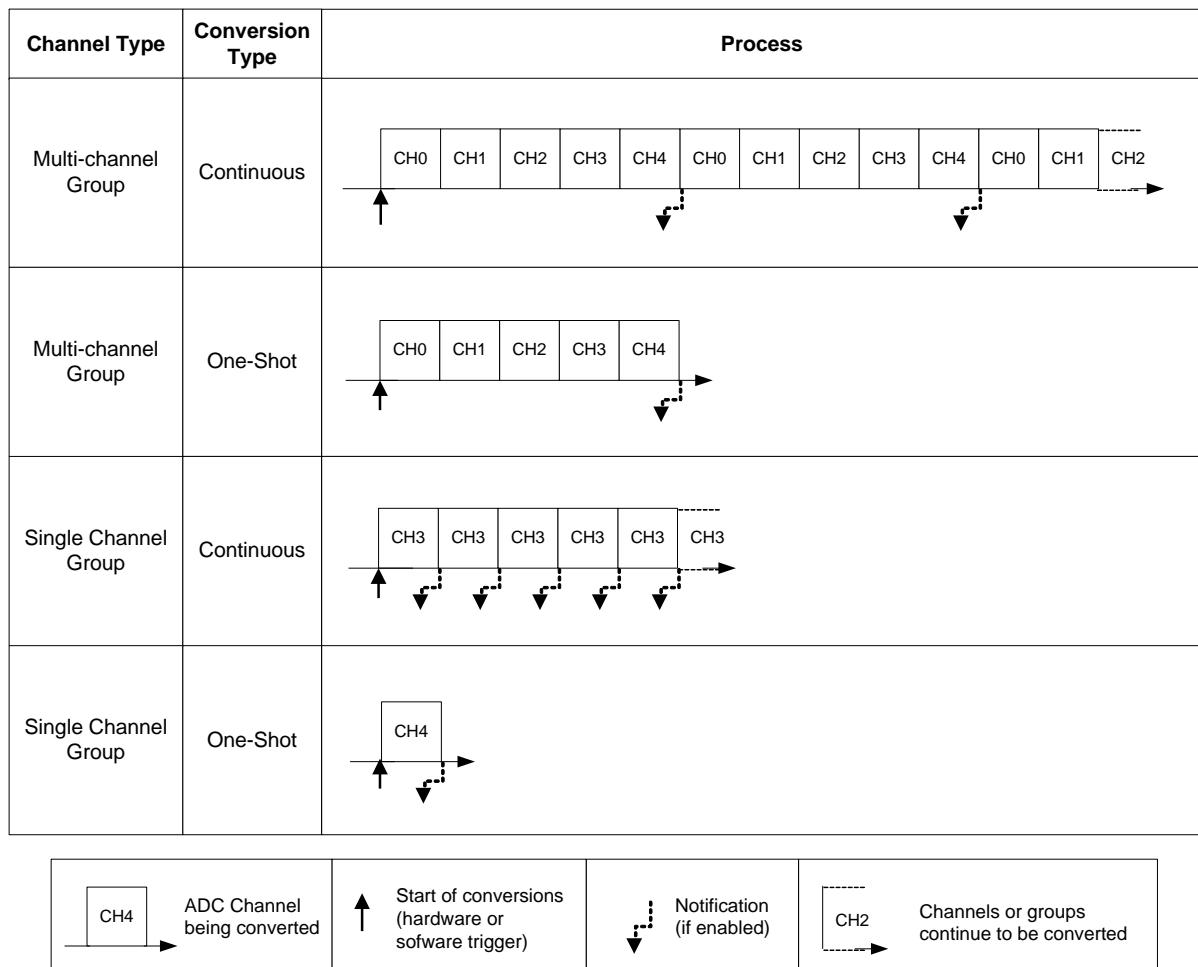 Channel Type
Conversion
Type
Process
Multi-channel
Group
Continuous
CH0 CH1 CH2 CH3 CH4 CH0 CH1 CH2 CH3 CH4 CH0 CH1 CH2
Multi-channel
Group
One-Shot
CH0 CH1 CH2 CH3 CH4
Single Channel
Group
Continuous
CH3 CH3 CH3 CH3 CH3 CH3
Single Channel
Group
One-Shot
CH4
CH4
ADC Channel
being converted
Start of conversions
(hardware or
sofware trigger)
Notification
(if enabled)
CH2
Channels or groups
continue to be converted